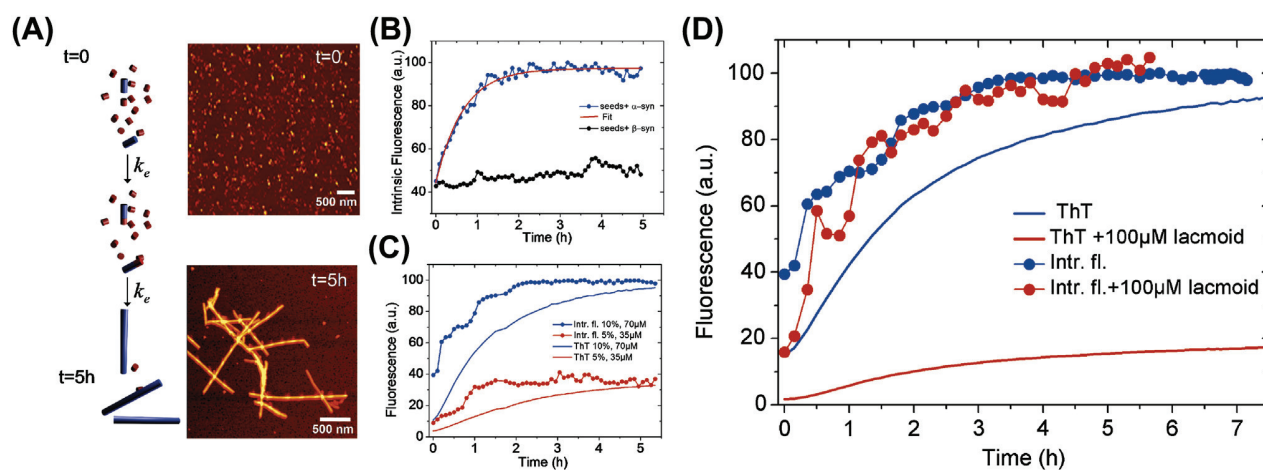 (A)
t=0
ke
ke
t=5h
t=0
500 nm
t=5h
500 nm
(B)
Intrinsic Fluorescence (a.u.)
100
80
60
40
20
0
seeds+ α-syn
Fit
seeds+ β-syn
0 1 2 3 4 5
Time (h)
(C)
Fluorescence (a.u.)
100
80
60
40
20
0
Intr. fl. 10%, 70μM
Intr. fl. 5%, 35μM
ThT 10%, 70μM
ThT 5%, 35μM
0 1 2 3 4 5
Time (h)
(D)
Fluorescence (a.u.)
100
80
60
40
20
0
ThT
ThT +100μM lacmoid
Intr. fl.
Intr. fl.+100μM lacmoid
0 1 2 3 4 5 6 7
Time (h)